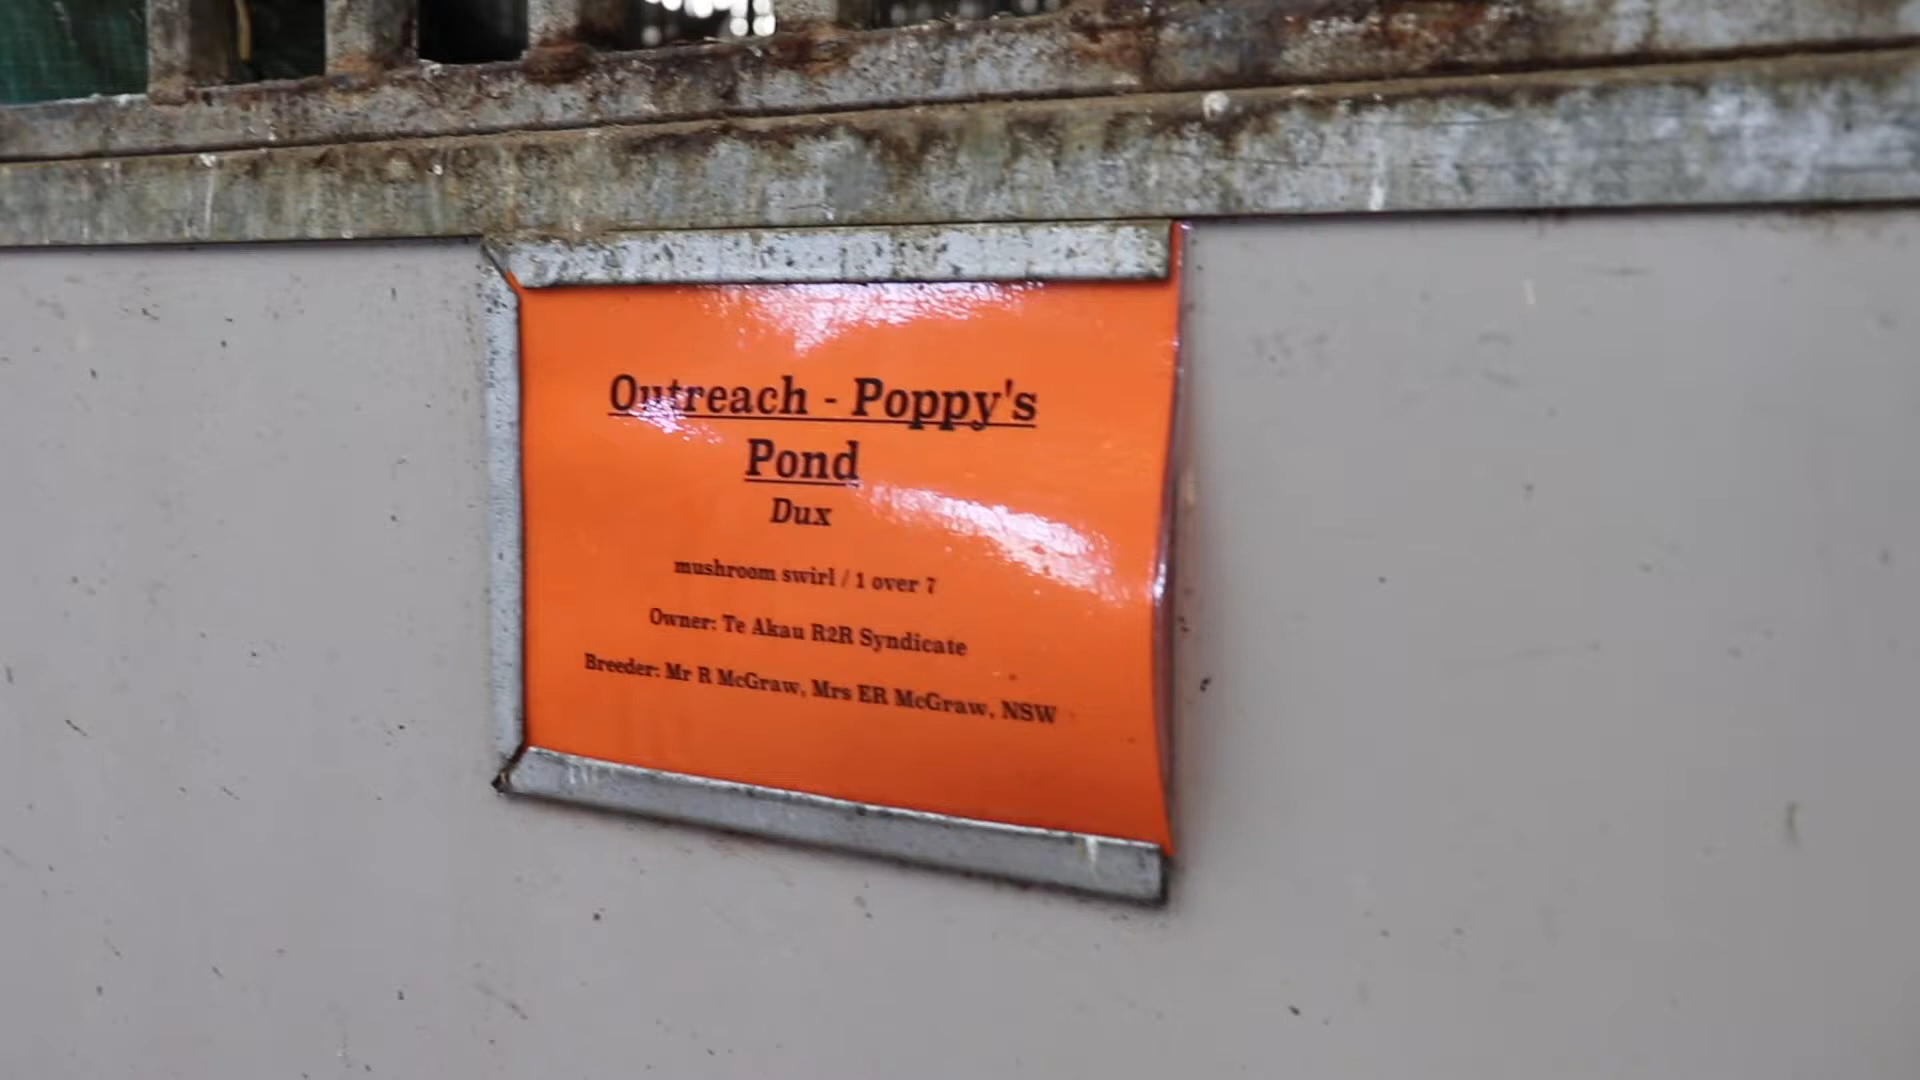 Outreach - Poppy's
Pond
Dux
mushroom swirl / 1 over 7
Owner: Te Akau R2R Syndicate
Breeder: Mr R McGraw, Mrs ER McGraw, NSW